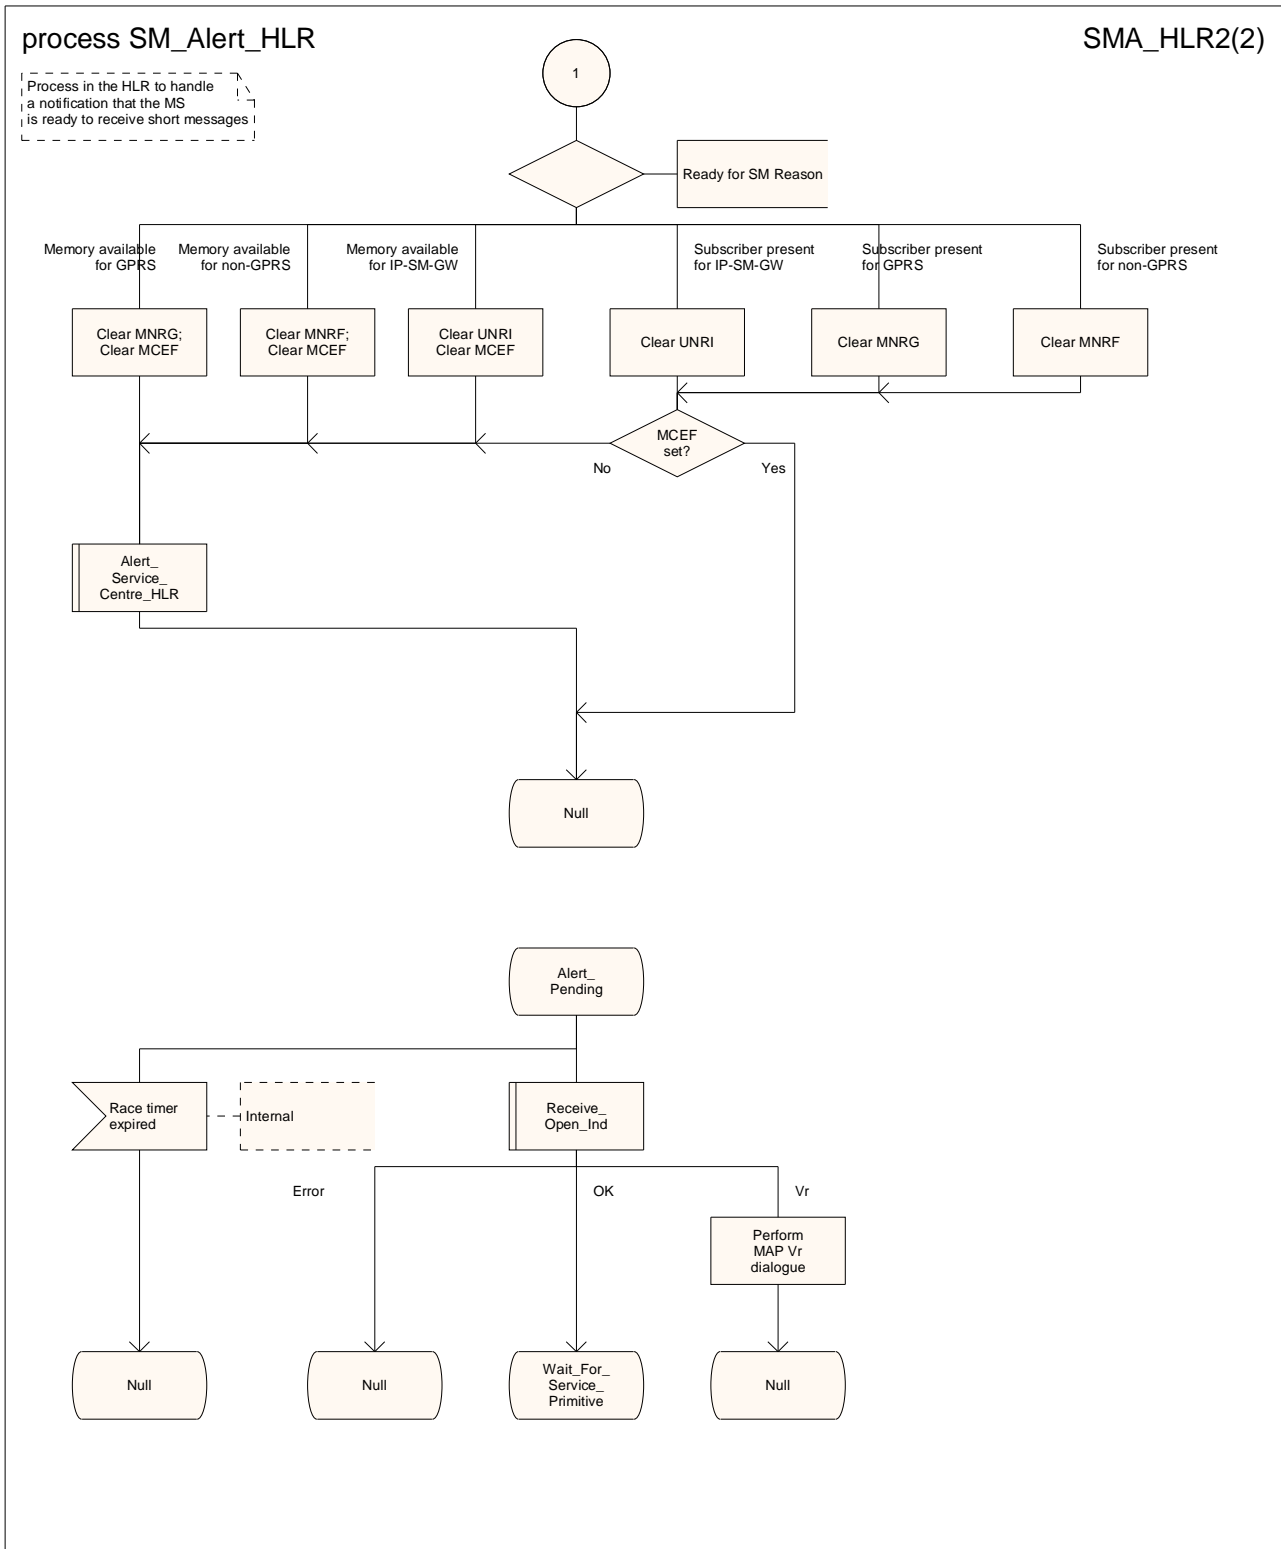 process SM_Alert_HLR
SMA_HLR2(2)
Process in the HLR to handle
a notification that the MS
is ready to receive short messages
1
Ready for SM Reason
Memory available
for GPRS
Memory available
for non-GPRS
Memory available
for IP-SM-GW
Subscriber present
for IP-SM-GW
Subscriber present
for GPRS
Subscriber present
for non-GPRS
Clear MNRG;
Clear MCEF
Clear MNRF;
Clear MCEF
Clear UNRI
Clear MCEF
Clear UNRI
Clear MNRG
Clear MNRF
MCEF
set?
No
Yes
Alert_
Service_
Centre_HLR
Null
Alert_
Pending
Race timer
expired
Internal
Receive_
Open_Ind
Error
OK
Vr
Perform
MAP Vr
dialogue
Null
Null
Wait_For_
Service_
Primitive
Null